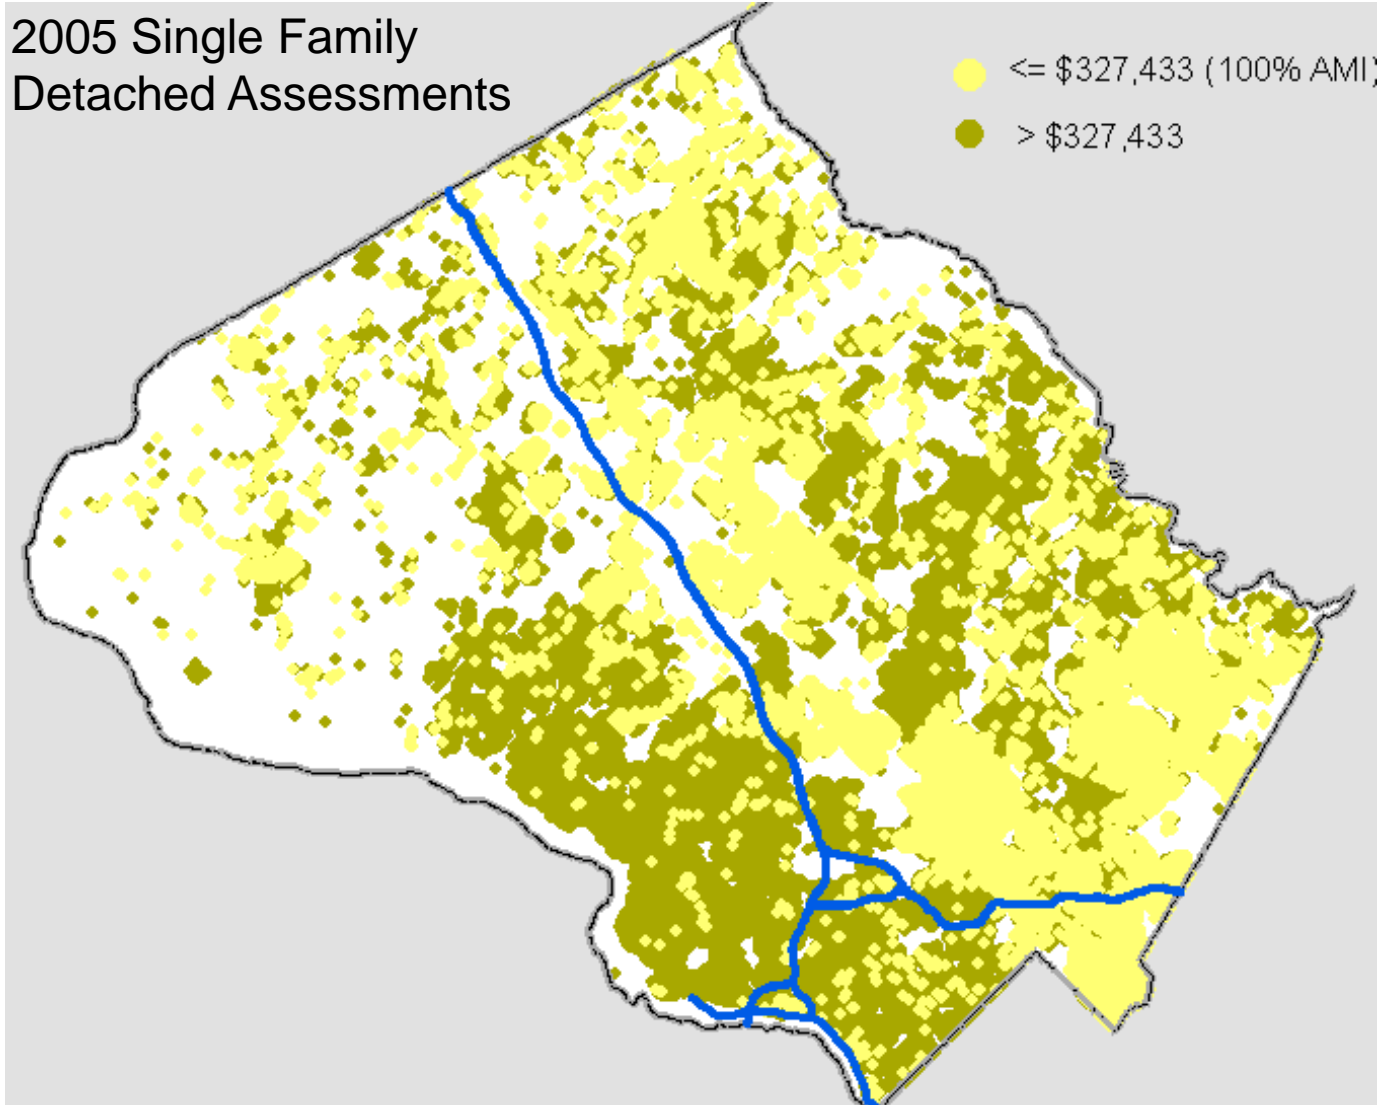 2005 Single Family
Detached Assessments
<= $327,433 (100% AMI)
> $327,433